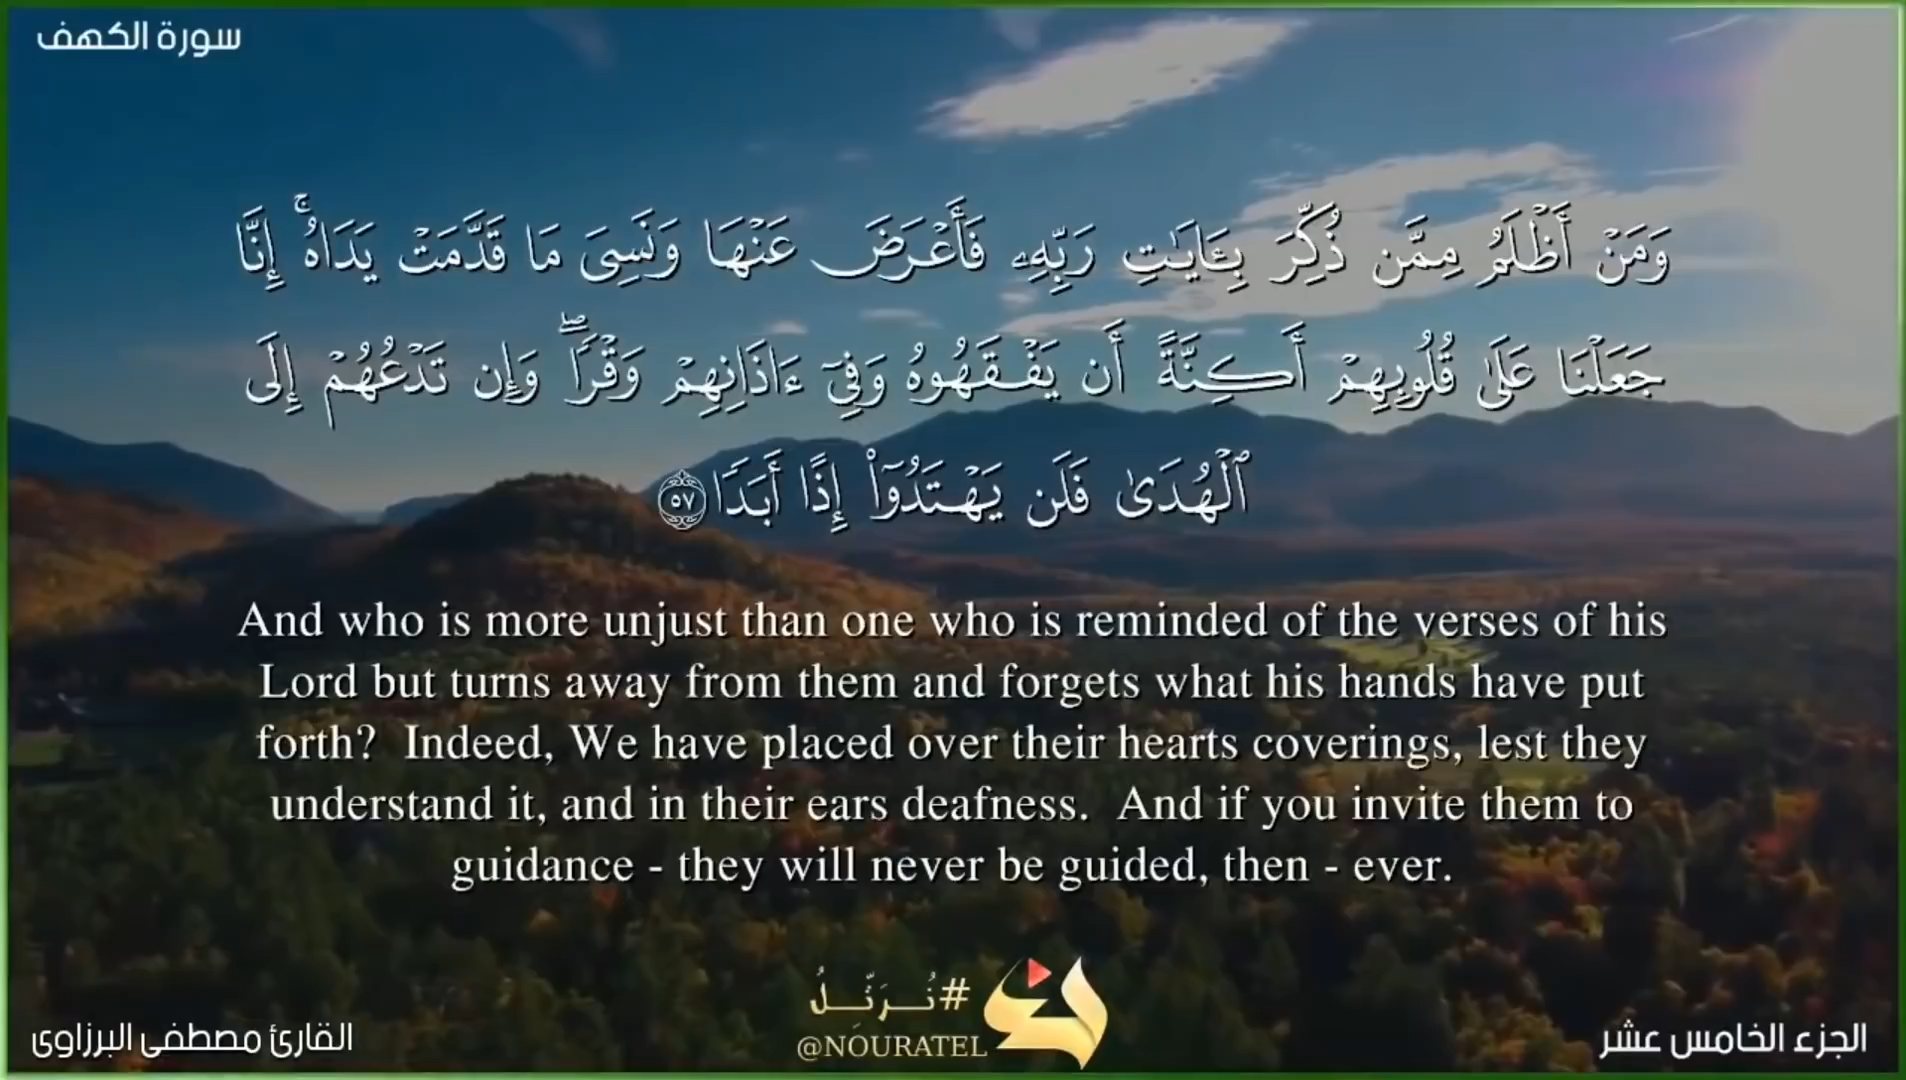 سورة الكهف
وَمَنْ أَظْلَمُ مِمَّن ذُكِّرَ بِـَٔايَـٰتِ رَبِّهِۦ فَأَعْرَضَ عَنْهَا وَنَسِىَ مَا قَدَّمَتْ يَدَاهُ ۚ إِنَّا
جَعَلْنَا عَلَىٰ قُلُوبِهِمْ أَكِنَّةً أَن يَفْقَهُوهُ وَفِىٓ ءَاذَانِهِمْ وَقْرًا ۖ وَإِن تَدْعُهُمْ إِلَى
ٱلْهُدَىٰ فَلَن يَهْتَدُوٓا۟ إِذًا أَبَدًا ٥٧
And who is more unjust than one who is reminded of the verses of his
Lord but turns away from them and forgets what his hands have put
forth?  Indeed, We have placed over their hearts coverings, lest they
understand it, and in their ears deafness.  And if you invite them to
guidance - they will never be guided, then - ever.
#نُرَتِّلُ
@NOURATEL
الجزء الخامس عشر
القارئ مصطفى البرزاوى